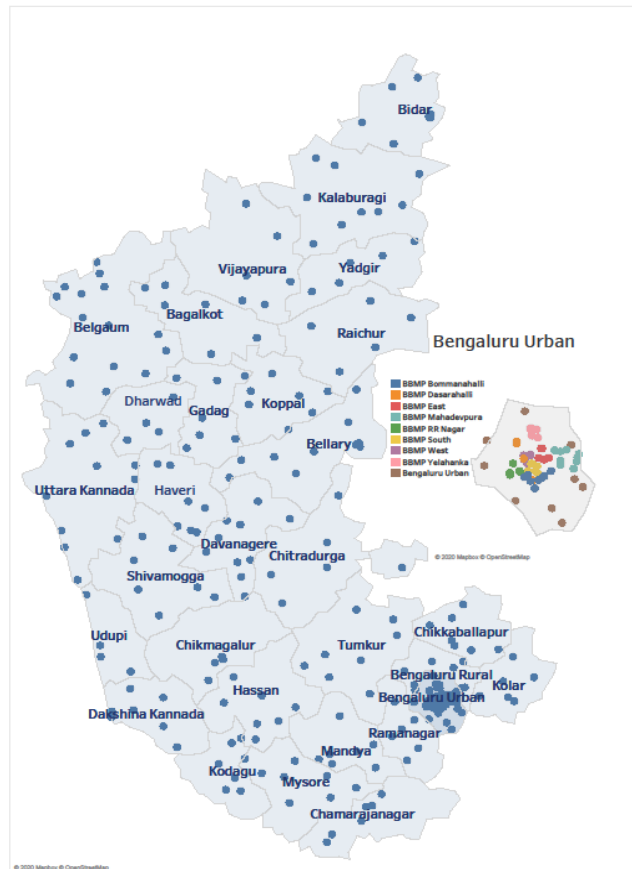 Bidar
Kalaburagi
Vijayapura
Yadgir
Bagalkot
Belgaum
Raichur
Bengaluru Urban
BBMP Bommanahalli
BBMP Dasarahalli
BBMP East
BBMP Mahadevpura
BBMP RR Nagar
BBMP South
BBMP West
BBMP Yelahanka
Bengaluru Urban
Dharwad
Gadag
Koppal
Bellary
Uttara Kannada
Haveri
Davanagere
Chitradurga
© 2020 Mapbox © OpenStreetMap
Shivamogga
Udupi
Chikmagalur
Tumkur
Chikkaballapur
Bengaluru Rural
Kolar
Hassan
Bengaluru Urban
Dakshina Kannada
Ramanagar
Mandya
Kodagu
Mysore
Chamarajanagar
© 2020 Mapbox © OpenStreetMap